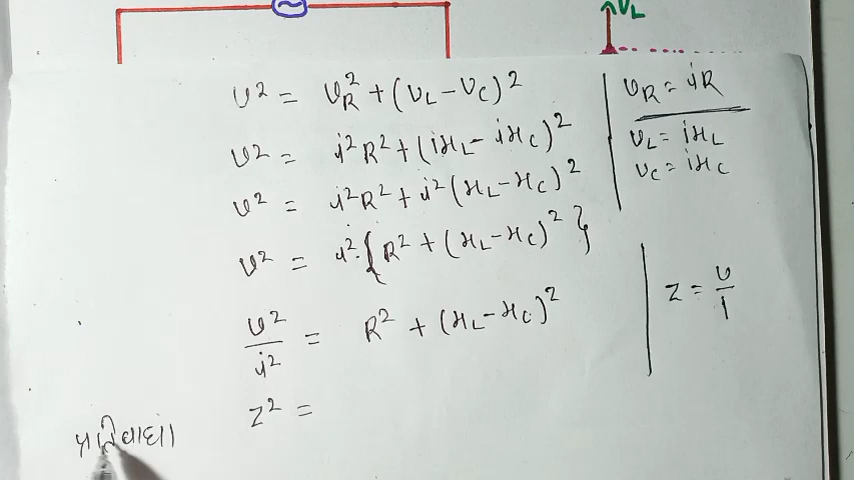 V_L
v² = v_R² + (v_L - v_C)²
v_R = iR
v² = i²R² + (ix_L - ix_C)²
v_L = ix_L
v² = i²R² + i²(x_L - x_C)²
v_C = ix_C
v² = i².{R² + (x_L - x_C)²}
v²/i² = R² + (x_L - x_C)²
z = v/i
z² =